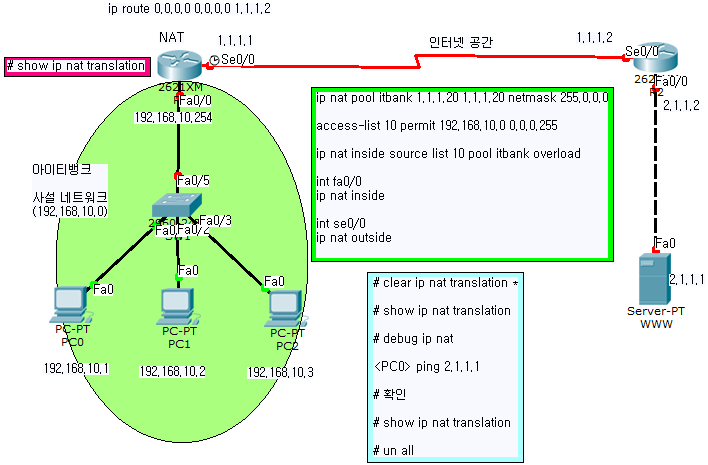 ip route 0,0,0,0 0,0,0,0 1,1,1,2
NAT
1,1,1,1
인터넷 공간
1,1,1,2
# show ip nat translation
Se0/0
Se0/0
2621XM
Fa0/0
Fa0/0
192,168,10,254
2,1,1,2
ip nat pool itbank 1,1,1,20 1,1,1,20 netmask 255,0,0,0
access-list 10 permit 192,168,10,0 0,0,0,255
ip nat inside source list 10 pool itbank overload
int fa0/0
ip nat inside
int se0/0
ip nat outside
아이티뱅크
사설 네트워크
(192,168,10,0)
Fa0/5
Fa0/3
Fa0/2
Fa0
Fa0
Fa0
Fa0
PC-PT
PC0
PC-PT
PC1
PC-PT
PC2
192,168,10,1
192,168,10,2
192,168,10,3
2,1,1,1
Server-PT
WWW
# clear ip nat translation *
# show ip nat translation
# debug ip nat
<PC0> ping 2,1,1,1
# 확인
# show ip nat translation
# un all